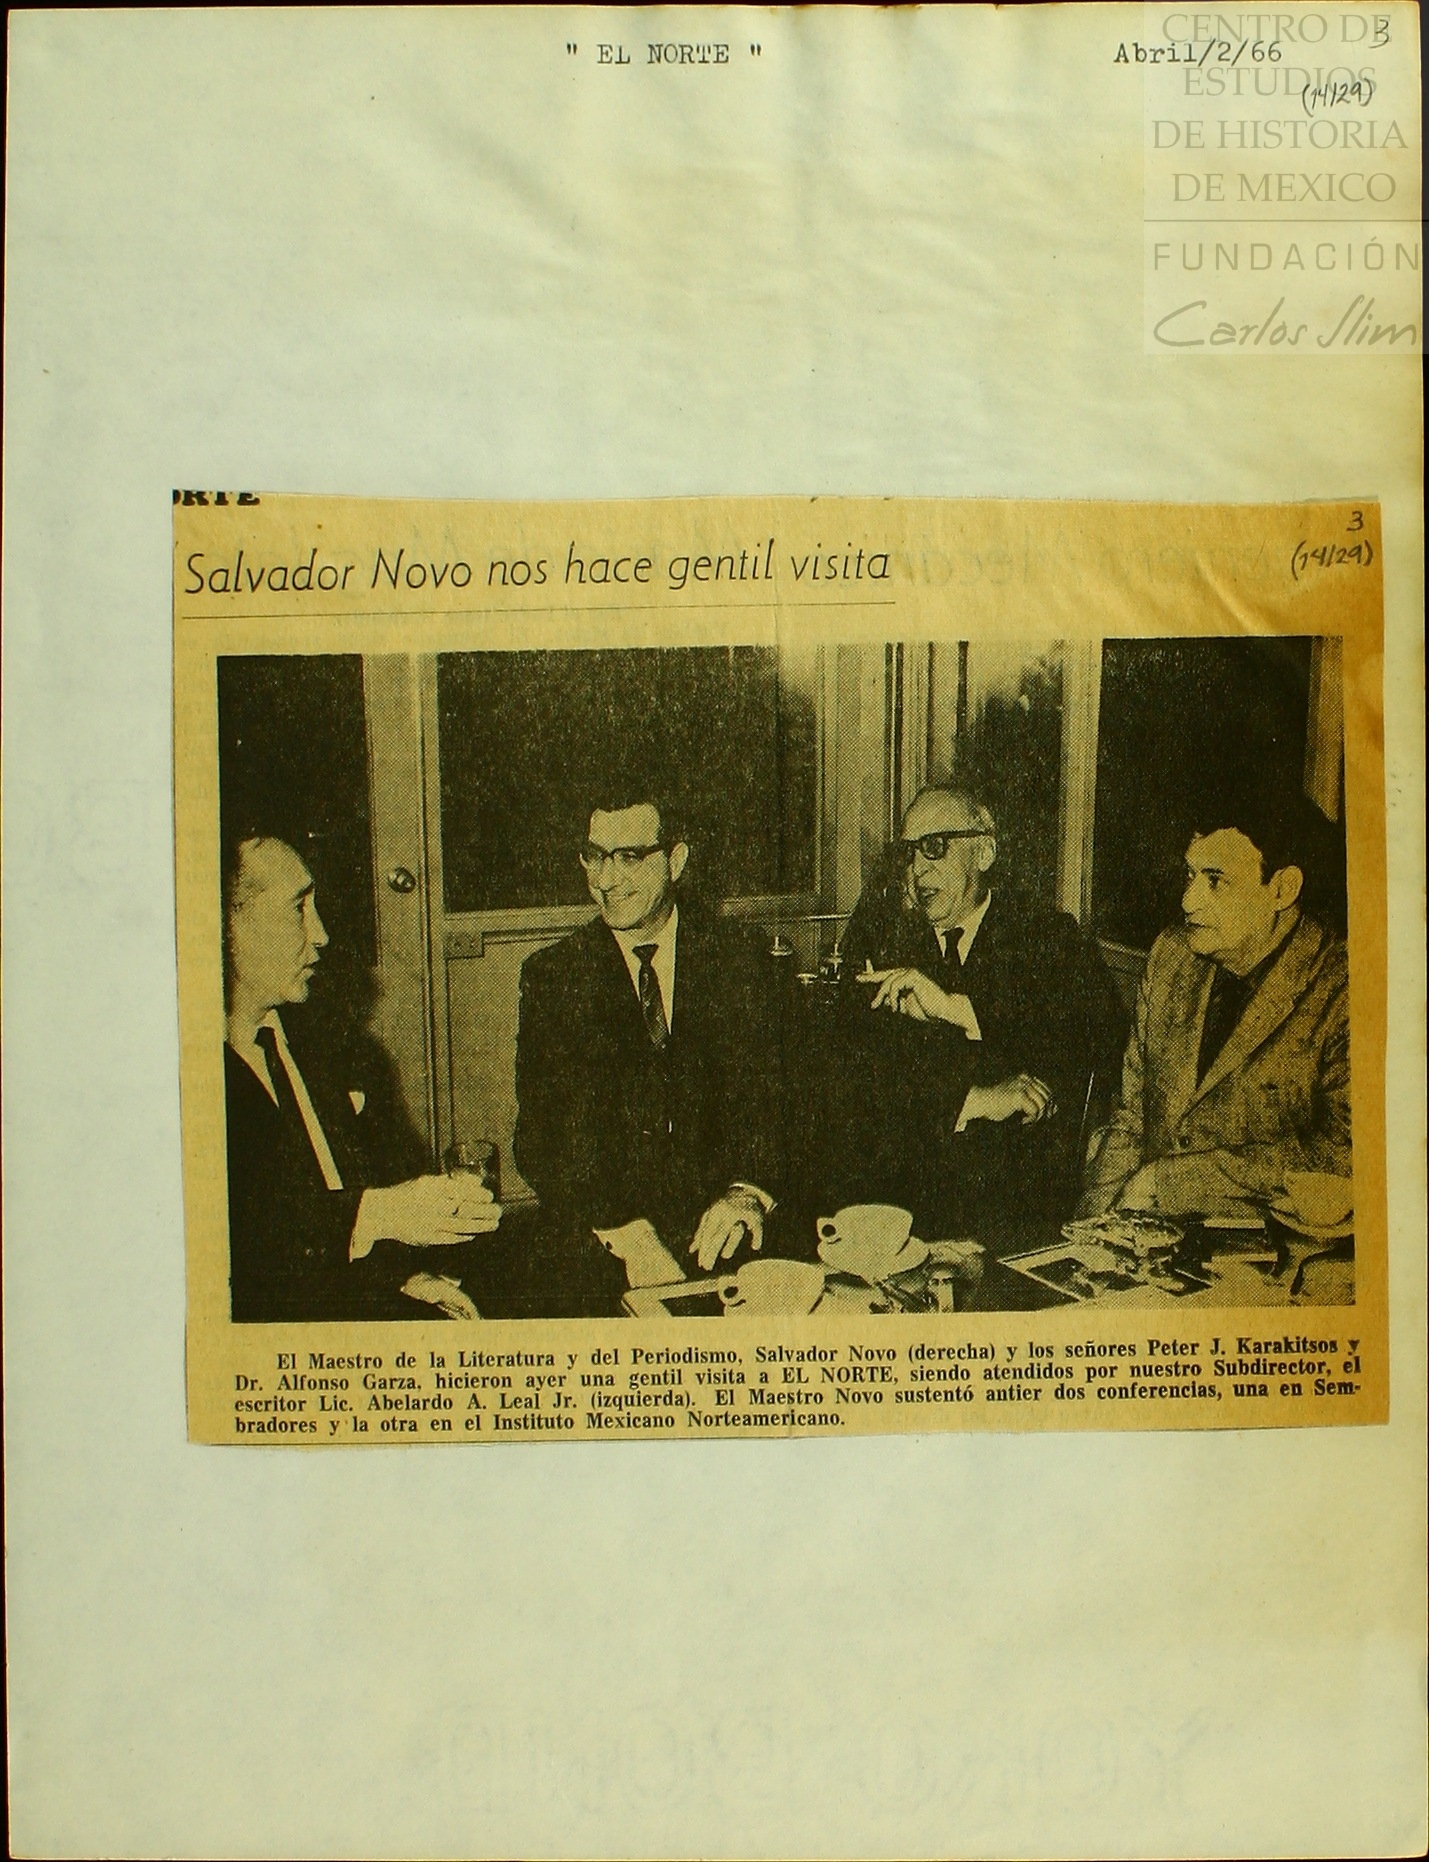 " EL NORTE "
Abril/2/66
3
(14/29)
CENTRO DE
ESTUDIOS
DE HISTORIA
DE MEXICO
FUNDACIÓN
Carlos Slim
ORTE
3
(14/29)
Salvador Novo nos hace gentil visita
El Maestro de la Literatura y del Periodismo, Salvador Novo (derecha) y los señores Peter J. Karakitsos y
Dr. Alfonso Garza, hicieron ayer una gentil visita a EL NORTE, siendo atendidos por nuestro Subdirector, el
escritor Lic. Abelardo A. Leal Jr. (izquierda). El Maestro Novo sustentó antier dos conferencias, una en Sem-
bradores y la otra en el Instituto Mexicano Norteamericano.